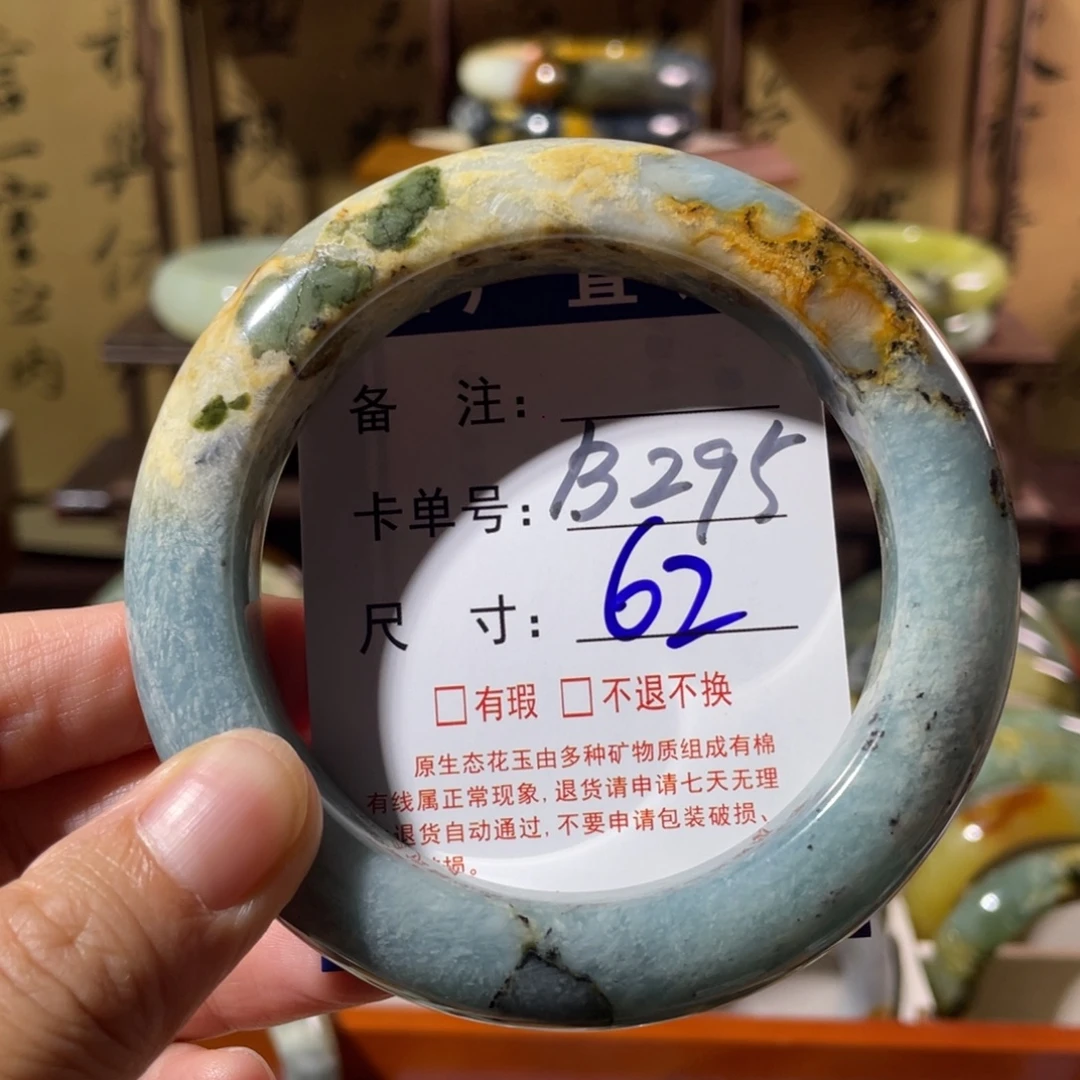 厂 直
备 注:
卡单号: B295
尺 寸: 62
□有瑕 □不退不换
原生态花玉由多种矿物质组成有棉
有线属正常现象, 退货请申请七天无理
退货自动通过, 不要申请包装破损、
损。